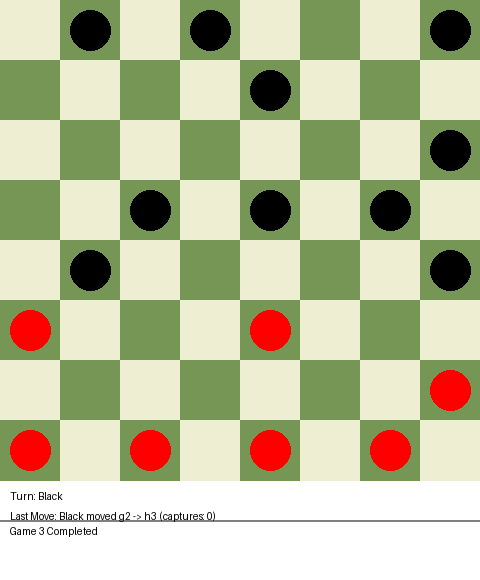 Turn: Black
Last Move: Black moved g2 -> h3 (captures: 0)
Game 3 Completed